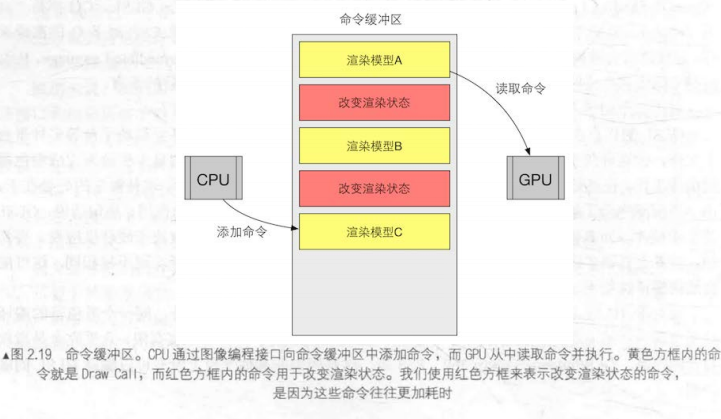 命令缓冲区
渲染模型A
读取命令
改变渲染状态
渲染模型B
CPU
改变渲染状态
GPU
添加命令
渲染模型C
▲图 2.19 命令缓冲区。CPU 通过图像编程接口向命令缓冲区中添加命令，而 GPU 从中读取命令并执行。黄色方框内的命
令就是 Draw Call，而红色方框内的命令用于改变渲染状态。我们使用红色方框来表示改变渲染状态的命令，
是因为这些命令往往更加耗时